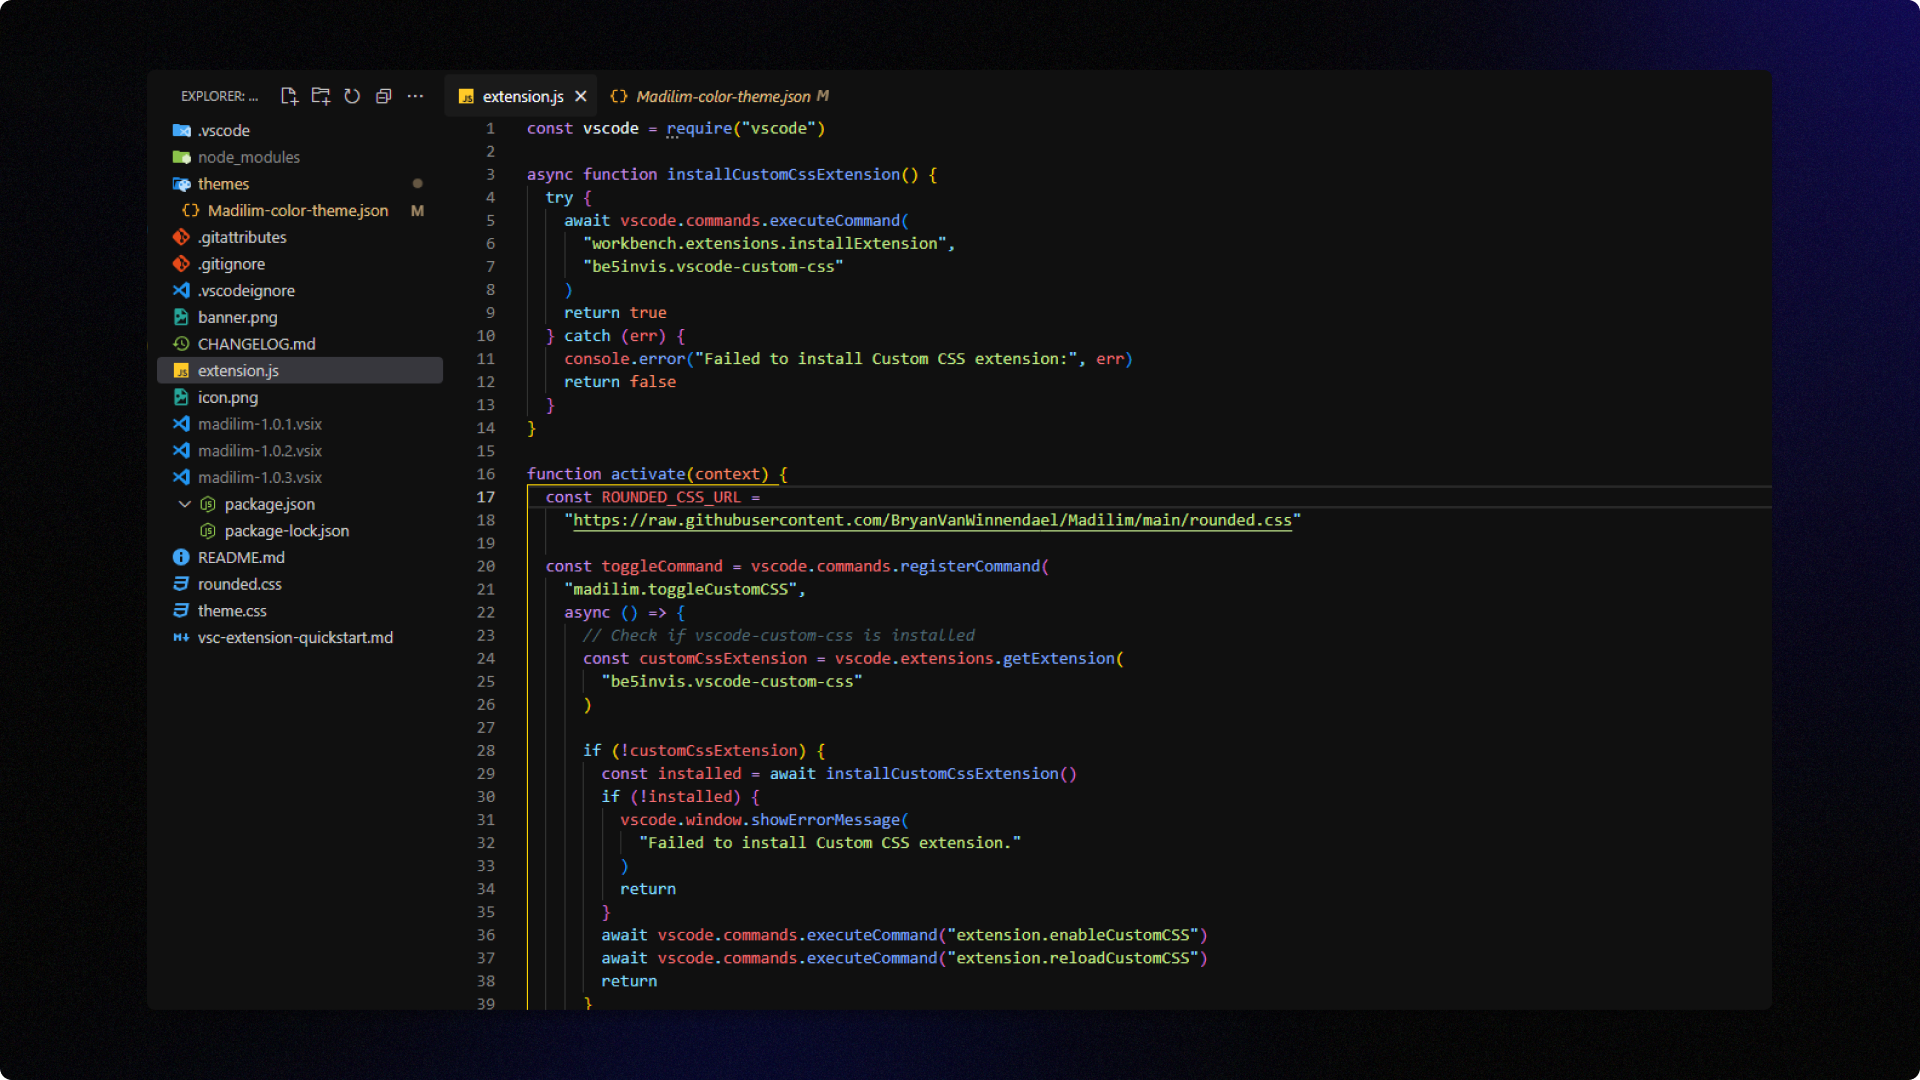 EXPLORER: ...
.vscode
node_modules
themes
{} Madilim-color-theme.json M
.gitattributes
.gitignore
.vscodeignore
banner.png
CHANGELOG.md
JS extension.js
icon.png
madilim-1.0.1.vsix
madilim-1.0.2.vsix
madilim-1.0.3.vsix
package.json
package-lock.json
README.md
rounded.css
theme.css
vsc-extension-quickstart.md
JS extension.js
{} Madilim-color-theme.json M
1 const vscode = require("vscode")
2
3 async function installCustomCssExtension() {
4 try {
5 await vscode.commands.executeCommand(
6 "workbench.extensions.installExtension",
7 "be5invis.vscode-custom-css"
8 )
9 return true
10 } catch (err) {
11 console.error("Failed to install Custom CSS extension:", err)
12 return false
13 }
14 }
15
16 function activate(context) {
17 const ROUNDED_CSS_URL =
18 "https://raw.githubusercontent.com/BryanVanWinnendael/Madilim/main/rounded.css"
19
20 const toggleCommand = vscode.commands.registerCommand(
21 "madilim.toggleCustomCSS",
22 async () => {
23 // Check if vscode-custom-css is installed
24 const customCssExtension = vscode.extensions.getExtension(
25 "be5invis.vscode-custom-css"
26 )
27
28 if (!customCssExtension) {
29 const installed = await installCustomCssExtension()
30 if (!installed) {
31 vscode.window.showErrorMessage(
32 "Failed to install Custom CSS extension."
33 )
34 return
35 }
36 await vscode.commands.executeCommand("extension.enableCustomCSS")
37 await vscode.commands.executeCommand("extension.reloadCustomCSS")
38 return
39 }